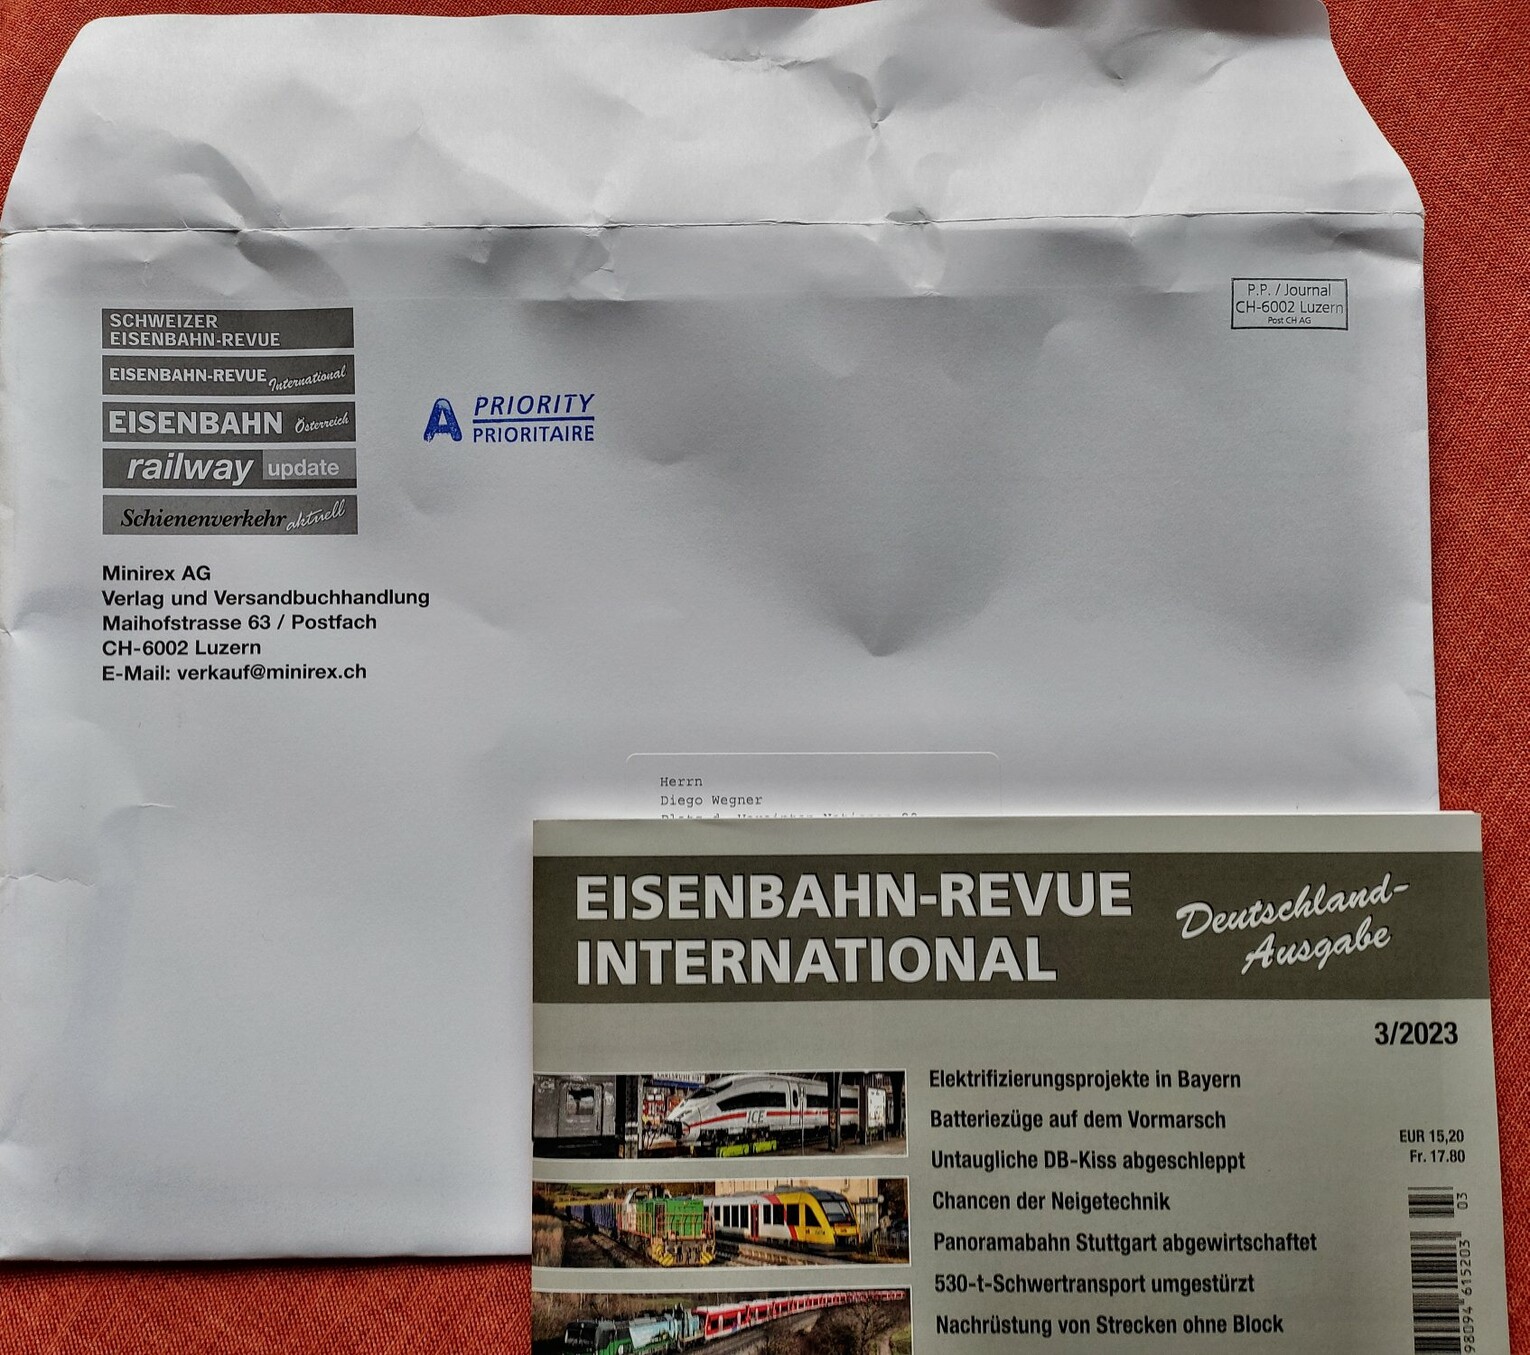 P.P. / Journal
CH-6002 Luzern
Post CH AG
SCHWEIZER
EISENBAHN-REVUE
EISENBAHN-REVUE International
EISENBAHN Österreich
railway update
Schienenverkehr aktuell
A PRIORITY
PRIORITAIRE
Minirex AG
Verlag und Versandbuchhandlung
Maihofstrasse 63 / Postfach
CH-6002 Luzern
E-Mail: verkauf@minirex.ch
Herrn
Diego Wegner
EISENBAHN-REVUE
INTERNATIONAL
Deutschland-
Ausgabe
3/2023
Elektrifizierungsprojekte in Bayern
Batteriezüge auf dem Vormarsch
Untaugliche DB-Kiss abgeschleppt
Chancen der Neigetechnik
Panoramabahn Stuttgart abgewirtschaftet
530-t-Schwertransport umgestürzt
Nachrüstung von Strecken ohne Block
EUR 15,20
Fr. 17.80
03
98094 615203
ICE